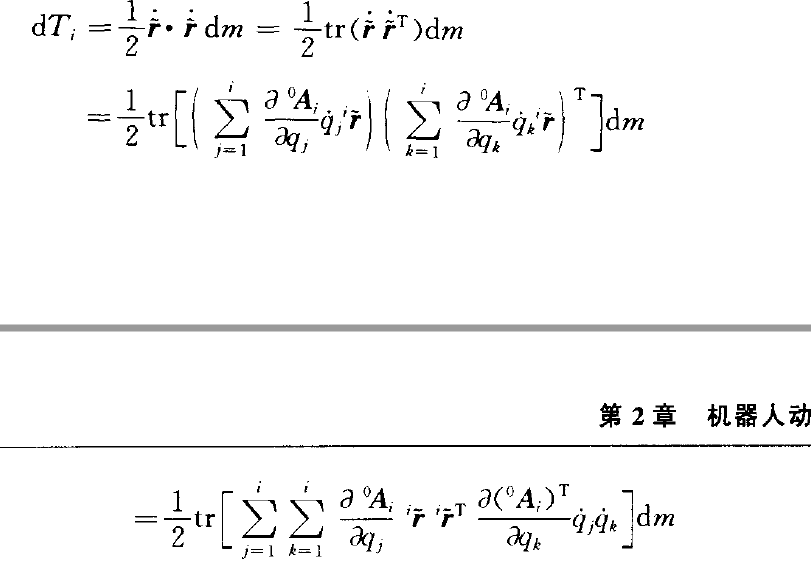 $\mathrm{d}T_i = \frac{1}{2}\dot{\tilde{\boldsymbol{r}}} \cdot \dot{\tilde{\boldsymbol{r}}}\,\mathrm{d}m = \frac{1}{2}\mathrm{tr}(\dot{\tilde{\boldsymbol{r}}}\,\dot{\tilde{\boldsymbol{r}}}^{\mathrm{T}})\mathrm{d}m$
$= \frac{1}{2}\mathrm{tr}\left[\left(\sum_{j=1}^{i} \frac{\partial\,{}^{0}\boldsymbol{A}_i}{\partial q_j}\dot{q}_j{}^{i}\tilde{\boldsymbol{r}}\right)\left(\sum_{k=1}^{i} \frac{\partial\,{}^{0}\boldsymbol{A}_i}{\partial q_k}\dot{q}_k{}^{i}\tilde{\boldsymbol{r}}\right)^{\mathrm{T}}\right]\mathrm{d}m$
第 2 章 机器人动
$= \frac{1}{2}\mathrm{tr}\left[\sum_{j=1}^{i}\sum_{k=1}^{i} \frac{\partial\,{}^{0}\boldsymbol{A}_i}{\partial q_j}\,{}^{i}\tilde{\boldsymbol{r}}\,{}^{i}\tilde{\boldsymbol{r}}^{\mathrm{T}}\,\frac{\partial({}^{0}\boldsymbol{A}_i)^{\mathrm{T}}}{\partial q_k}\dot{q}_j\dot{q}_k\right]\mathrm{d}m$